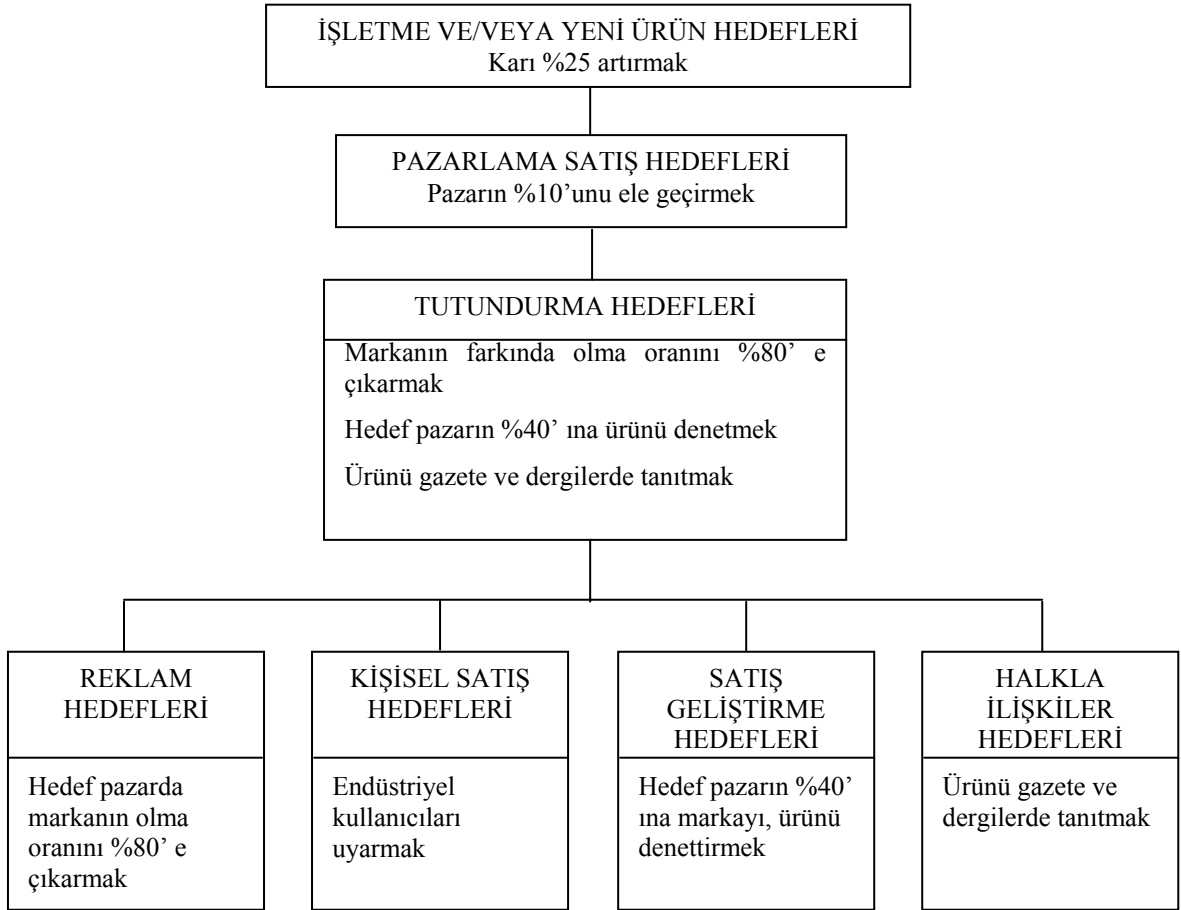 İŞLETME VE/VEYA YENİ ÜRÜN HEDEFLERİ
Karı %25 artırmak
PAZARLAMA SATIŞ HEDEFLERİ
Pazarın %10’unu ele geçirmek
TUTUNDURMA HEDEFLERİ
Markanın farkında olma oranını %80’ e
çıkarmak
Hedef pazarın %40’ ına ürünü denetmek
Ürünü gazete ve dergilerde tanıtmak
REKLAM
HEDEFLERİ
Hedef pazarda
markanın olma
oranını %80’ e
çıkarmak
KİŞİSEL SATIŞ
HEDEFLERİ
Endüstriyel
kullanıcıları
uyarmak
SATIŞ
GELİŞTİRME
HEDEFLERİ
Hedef pazarın %40’
ına markayı, ürünü
denettirmek
HALKLA
İLİŞKİLER
HEDEFLERİ
Ürünü gazete ve
dergilerde tanıtmak